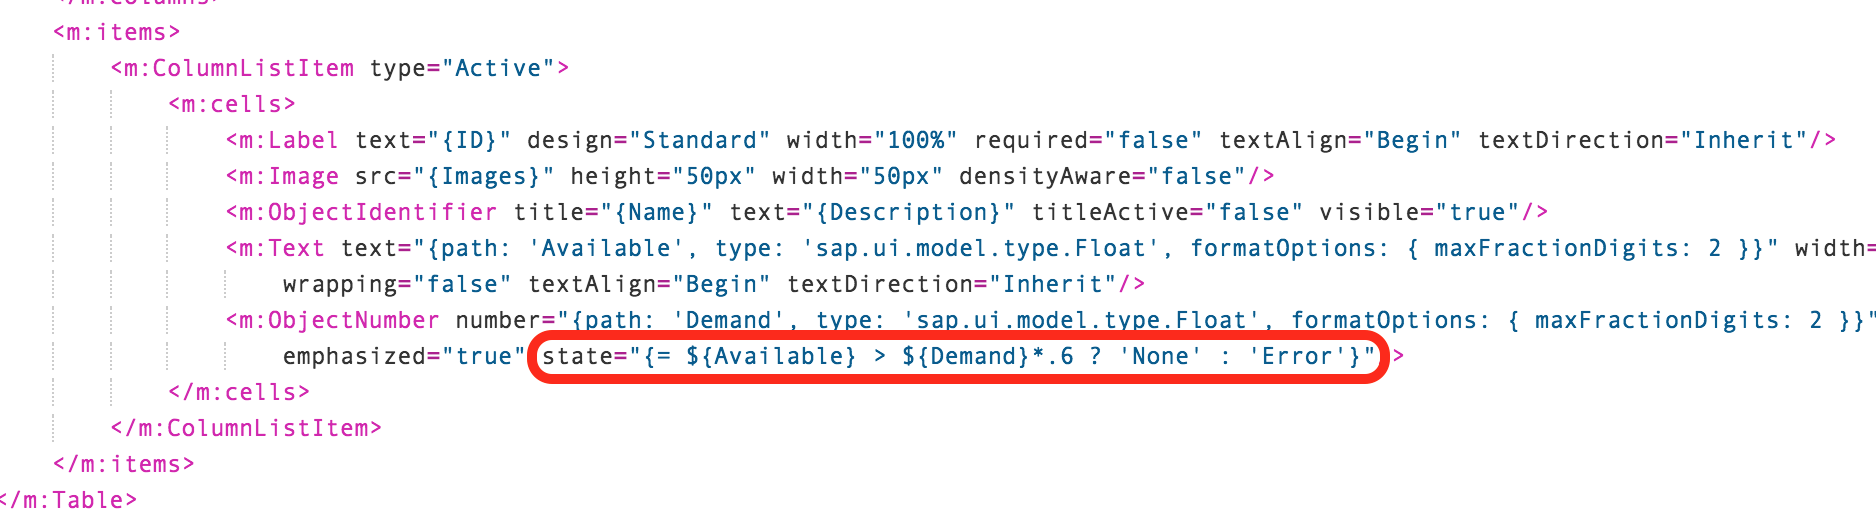 </m:columns>
<m:items>
<m:ColumnListItem type="Active">
<m:cells>
<m:Label text="{ID}" design="Standard" width="100%" required="false" textAlign="Begin" textDirection="Inherit"/>
<m:Image src="{Images}" height="50px" width="50px" densityAware="false"/>
<m:ObjectIdentifier title="{Name}" text="{Description}" titleActive="false" visible="true"/>
<m:Text text="{path: 'Available', type: 'sap.ui.model.type.Float', formatOptions: { maxFractionDigits: 2 }}" width=
wrapping="false" textAlign="Begin" textDirection="Inherit"/>
<m:ObjectNumber number="{path: 'Demand', type: 'sap.ui.model.type.Float', formatOptions: { maxFractionDigits: 2 }}"
emphasized="true" state="{= ${Available} > ${Demand}*.6 ? 'None' : 'Error'}" >
</m:cells>
</m:ColumnListItem>
</m:items>
</m:Table>